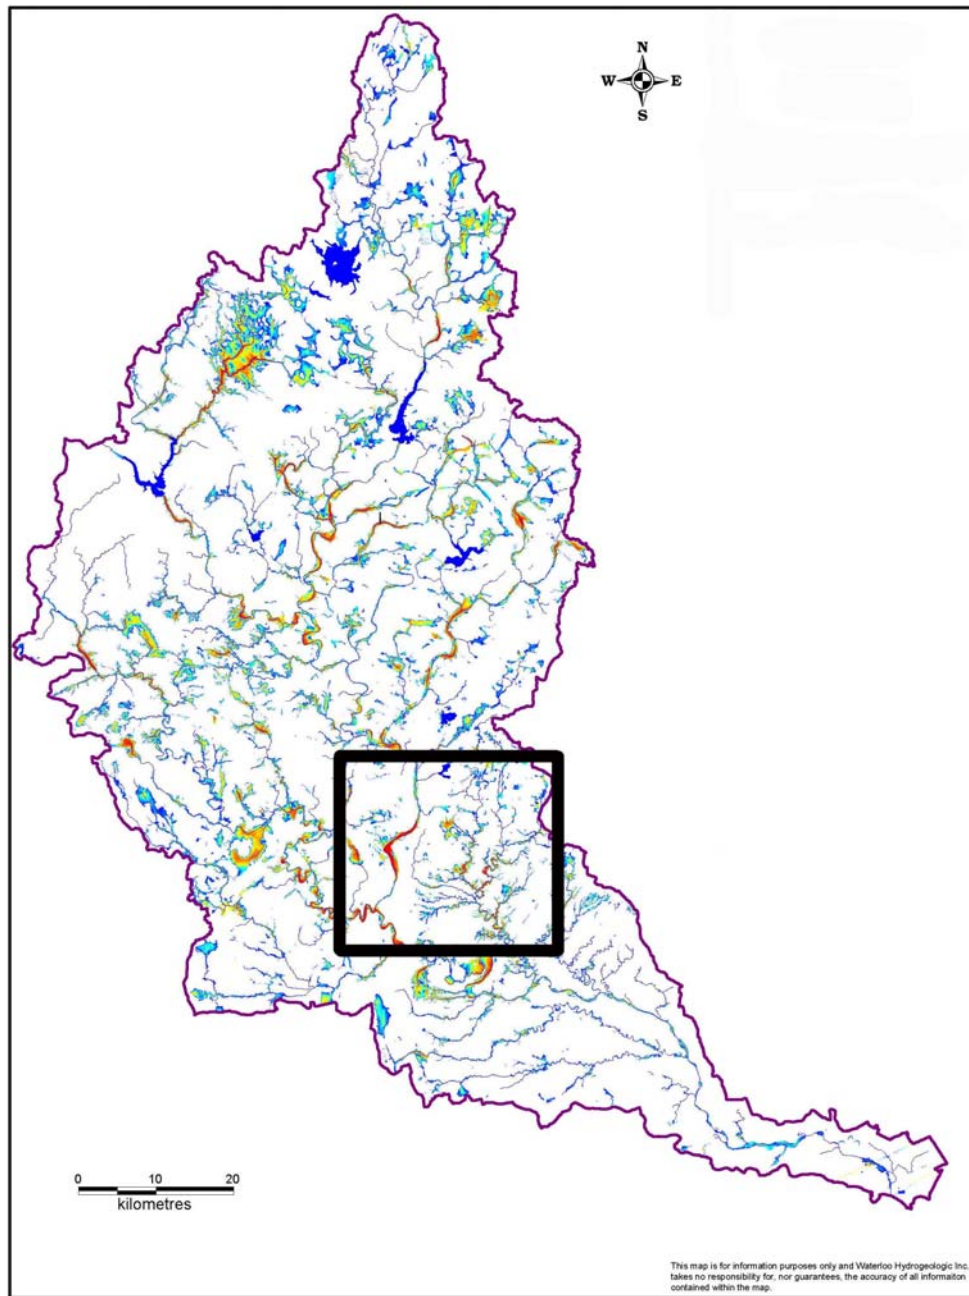 N
W E
S
0 10 20
kilometres
This map is for information purposes only and Waterloo Hydrogeologic Inc.
takes no responsibility for, nor guarantees, the accuracy of all informaiton
contained within the map.